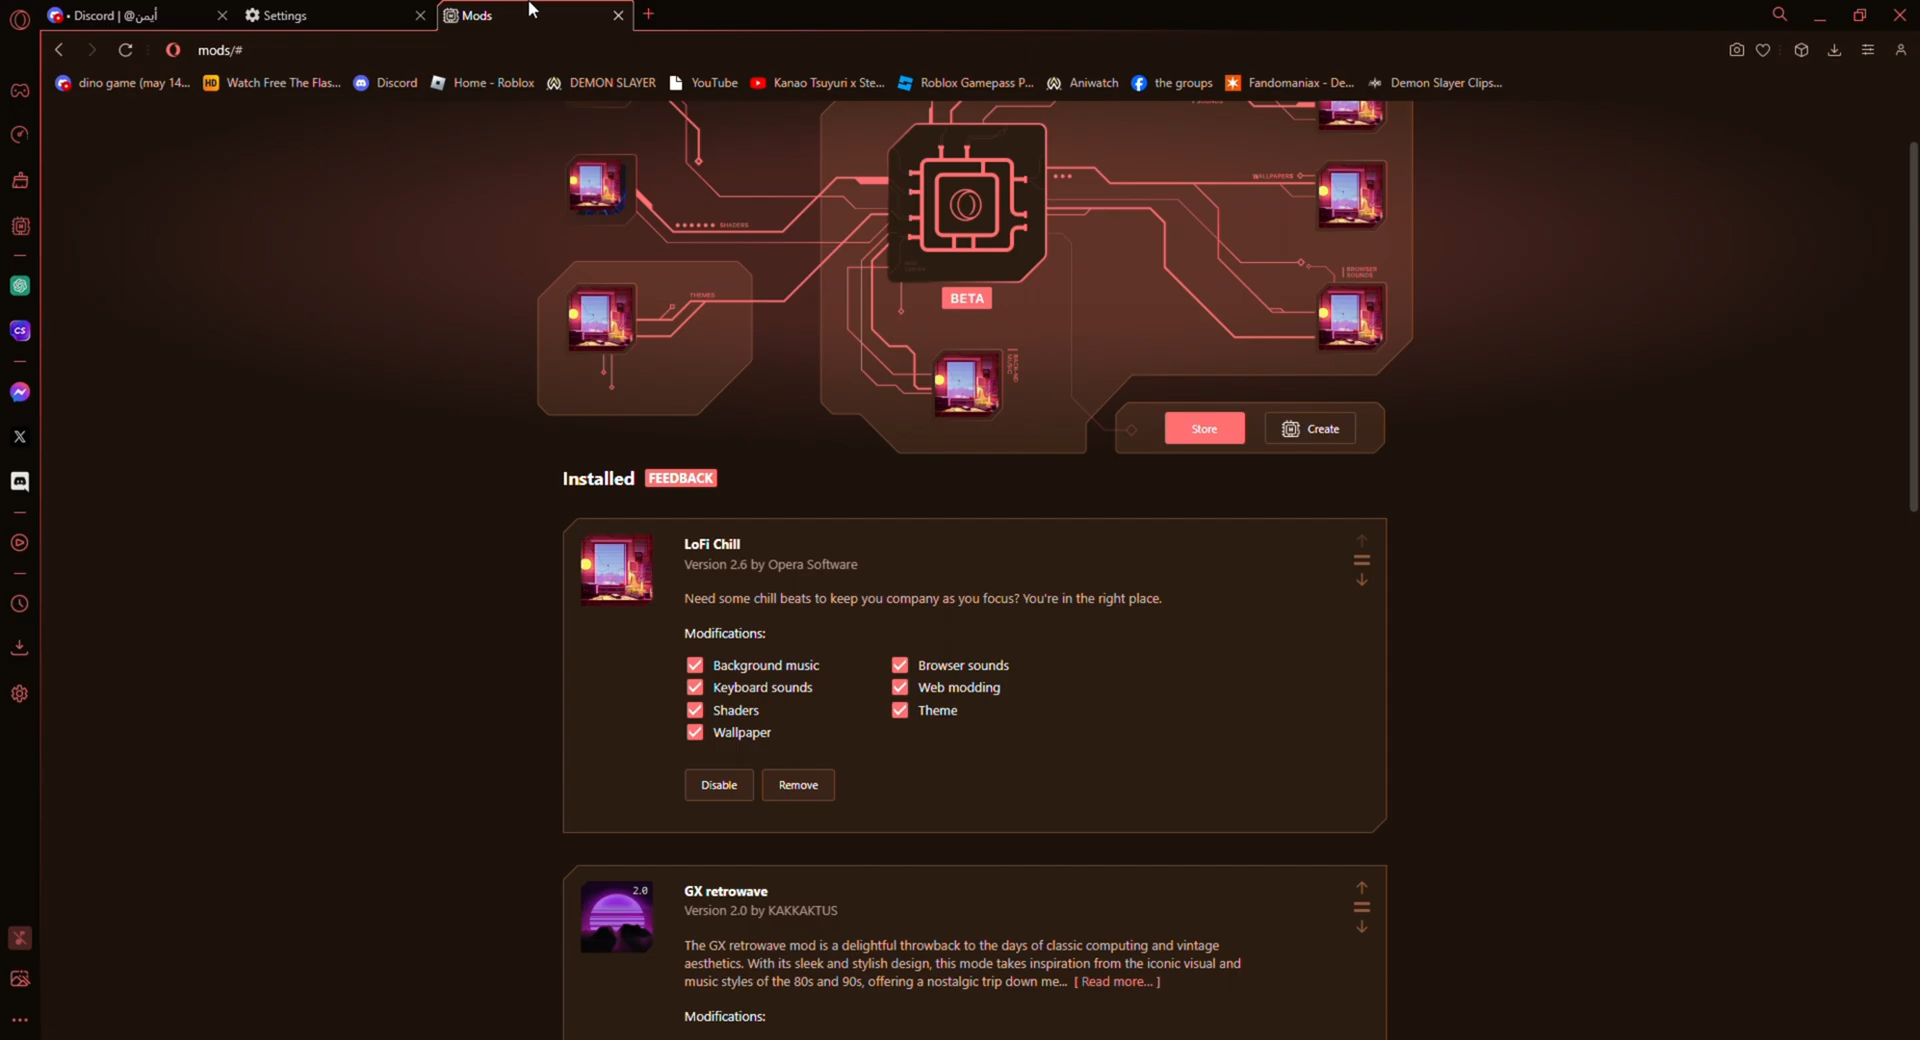 Discord | @أيمن
Settings
Mods
mods/#
dino game (may 14...
HD Watch Free The Flas...
Discord
Home - Roblox
DEMON SLAYER
YouTube
Kanao Tsuyuri x Ste...
Roblox Gamepass P...
Aniwatch
the groups
Fandomaniax - De...
Demon Slayer Clips...
WALLPAPERS
SHADERS
BROWSER
SOUNDS
THEMES
BETA
CS
Store
Create
Installed FEEDBACK
LoFi Chill
Version 2.6 by Opera Software
Need some chill beats to keep you company as you focus? You're in the right place.
Modifications:
Background music
Browser sounds
Keyboard sounds
Web modding
Shaders
Theme
Wallpaper
Disable
Remove
2.0
GX retrowave
Version 2.0 by KAKKAKTUS
The GX retrowave mod is a delightful throwback to the days of classic computing and vintage
aesthetics. With its sleek and stylish design, this mode takes inspiration from the iconic visual and
music styles of the 80s and 90s, offering a nostalgic trip down me... [ Read more... ]
Modifications: